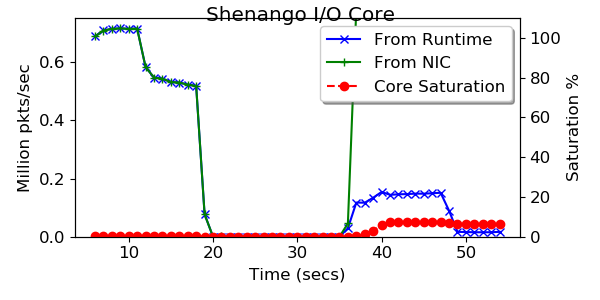 Shenango I/O Core
From Runtime
From NIC
Core Saturation
Million pkts/sec
0.6
0.4
0.2
0.0
100
80
60
40
20
0
Saturation %
10
20
30
40
50
Time (secs)